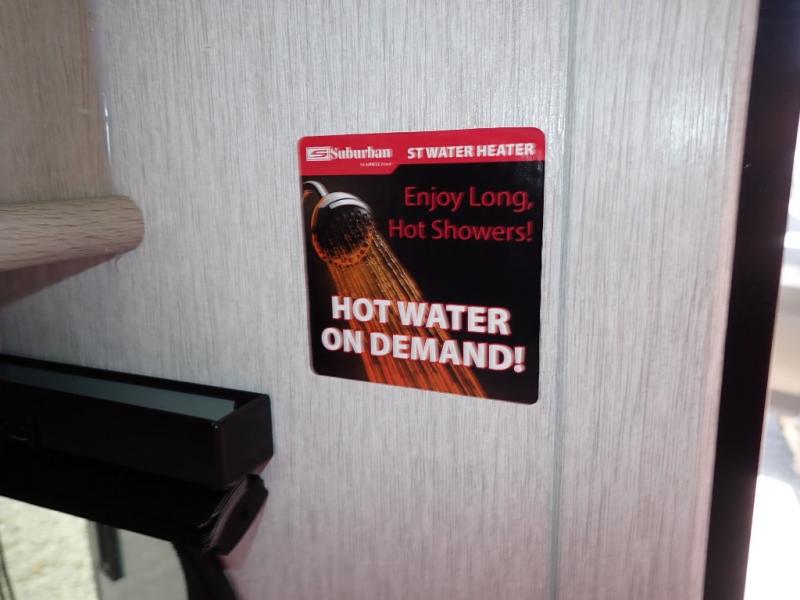 Suburban ST WATER HEATER
Enjoy Long,
Hot Showers!
HOT WATER
ON DEMAND!